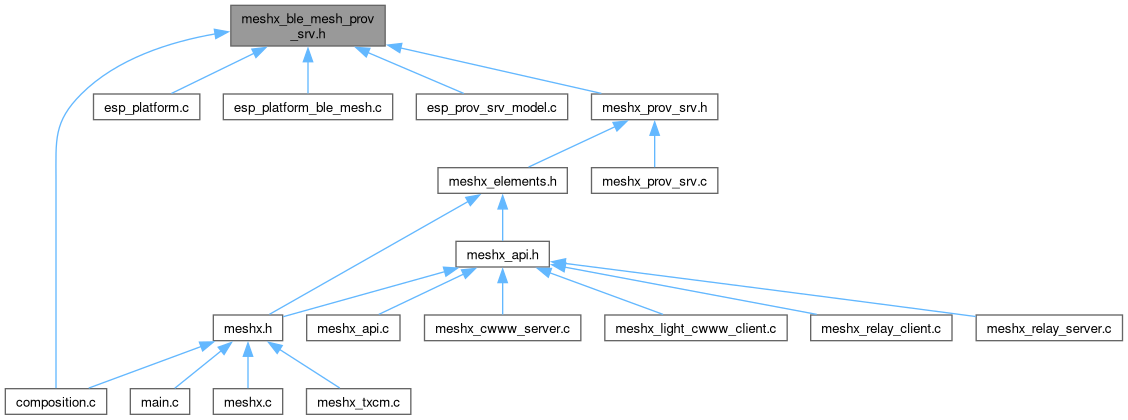 meshx_ble_mesh_prov
_srv.h
esp_platform.c
esp_platform_ble_mesh.c
esp_prov_srv_model.c
meshx_prov_srv.h
meshx_elements.h
meshx_prov_srv.c
meshx_api.h
meshx.h
meshx_api.c
meshx_cwww_server.c
meshx_light_cwww_client.c
meshx_relay_client.c
meshx_relay_server.c
composition.c
main.c
meshx.c
meshx_txcm.c